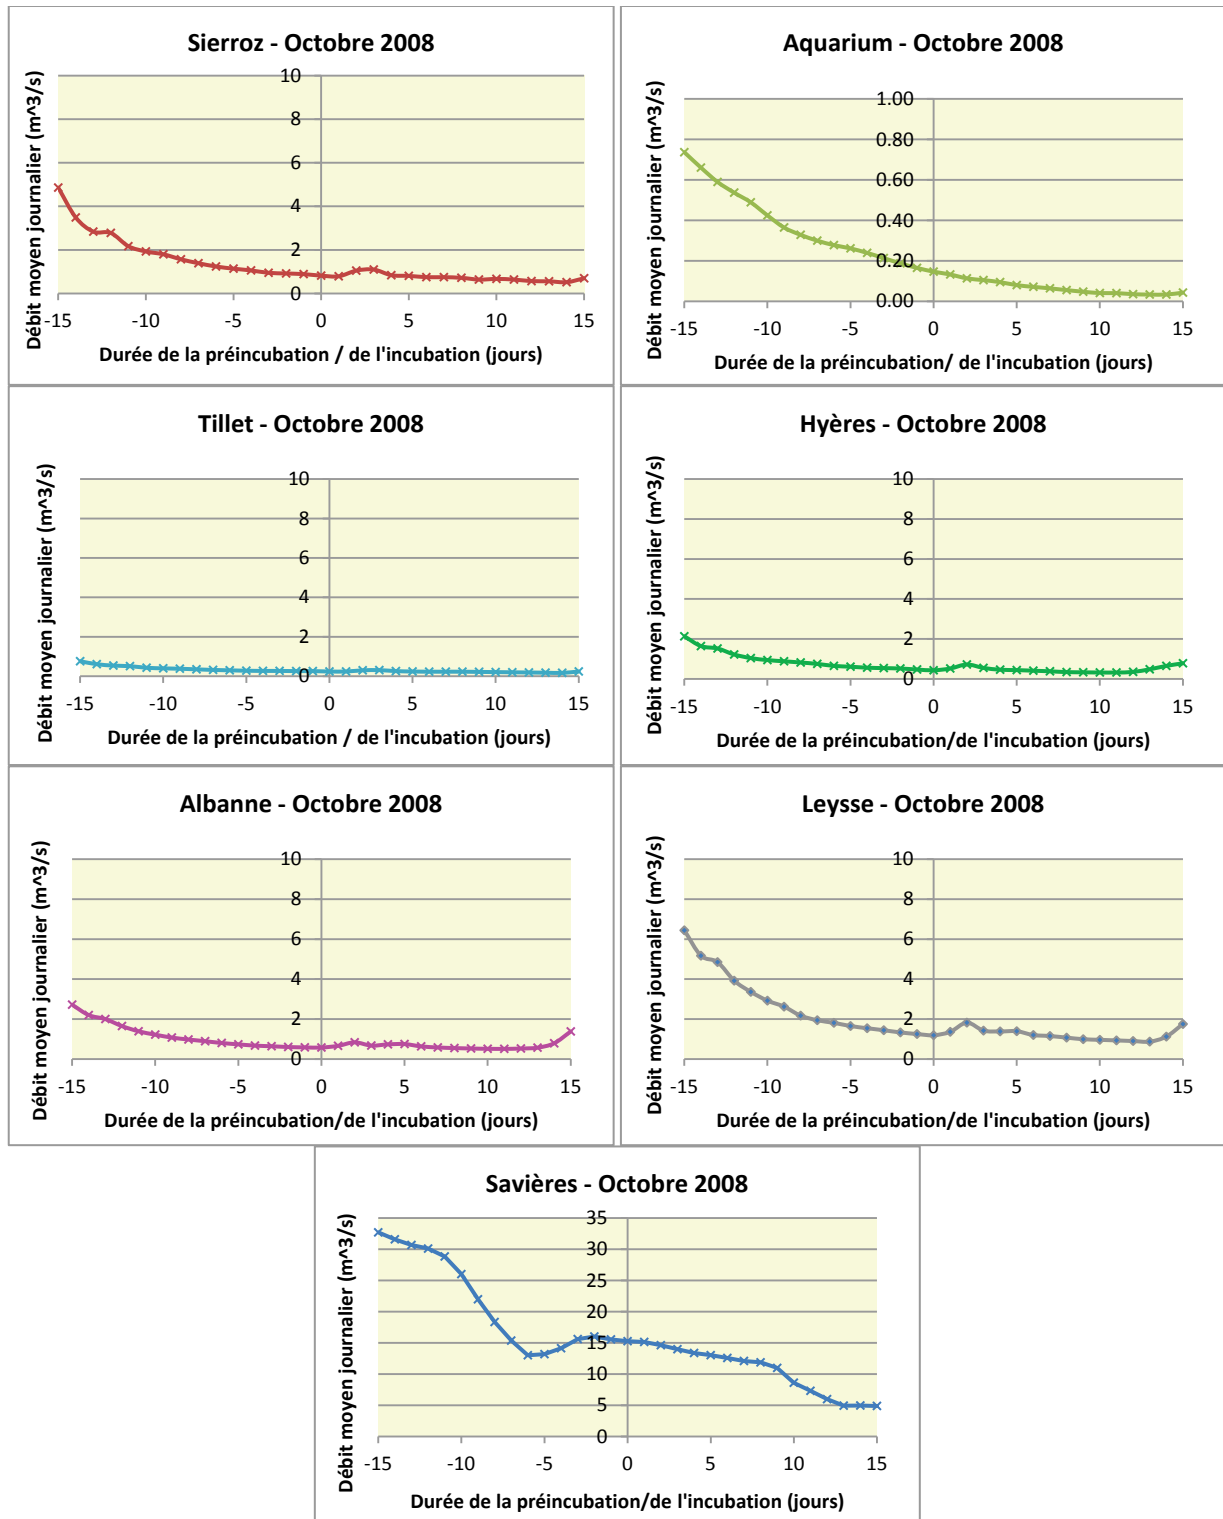 Sierroz - Octobre 2008
Débit moyen journalier (m^3/s)
10
8
6
4
2
0
-15 -10 -5 0 5 10 15
Durée de la préincubation / de l'incubation (jours)
Aquarium - Octobre 2008
Débit moyen journalier (m^3/s)
1.00
0.80
0.60
0.40
0.20
0.00
-15 -10 -5 0 5 10 15
Durée de la préincubation/ de l'incubation (jours)
Tillet - Octobre 2008
Débit moyen journalier (m^3/s)
10
8
6
4
2
0
-15 -10 -5 0 5 10 15
Durée de la préincubation / de l'incubation (jours)
Hyères - Octobre 2008
Débit moyen journalier (m^3/s)
10
8
6
4
2
0
-15 -10 -5 0 5 10 15
Durée de la préincubation/de l'incubation (jours)
Albanne - Octobre 2008
Débit moyen journalier (m^3/s)
10
8
6
4
2
0
-15 -10 -5 0 5 10 15
Durée de la préincubation/de l'incubation (jours)
Leysse - Octobre 2008
Débit moyen journalier (m^3/s)
10
8
6
4
2
0
-15 -10 -5 0 5 10 15
Durée de la préincubation/de l'incubation (jours)
Savières - Octobre 2008
Débit moyen journalier (m^3/s)
35
30
25
20
15
10
5
0
-15 -10 -5 0 5 10 15
Durée de la préincubation/de l'incubation (jours)